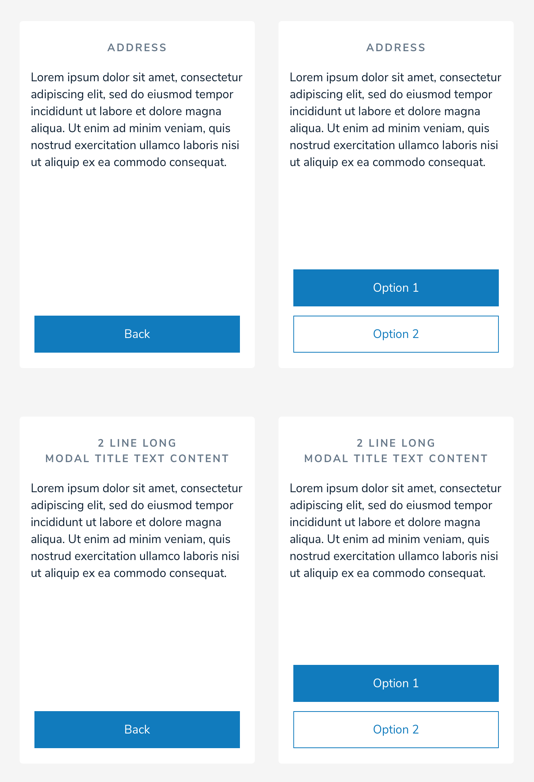 ADDRESS
Lorem ipsum dolor sit amet, consectetur
adipiscing elit, sed do eiusmod tempor
incididunt ut labore et dolore magna
aliqua. Ut enim ad minim veniam, quis
nostrud exercitation ullamco laboris nisi
ut aliquip ex ea commodo consequat.
Back
ADDRESS
Lorem ipsum dolor sit amet, consectetur
adipiscing elit, sed do eiusmod tempor
incididunt ut labore et dolore magna
aliqua. Ut enim ad minim veniam, quis
nostrud exercitation ullamco laboris nisi
ut aliquip ex ea commodo consequat.
Option 1
Option 2
2 LINE LONG
MODAL TITLE TEXT CONTENT
Lorem ipsum dolor sit amet, consectetur
adipiscing elit, sed do eiusmod tempor
incididunt ut labore et dolore magna
aliqua. Ut enim ad minim veniam, quis
nostrud exercitation ullamco laboris nisi
ut aliquip ex ea commodo consequat.
Back
2 LINE LONG
MODAL TITLE TEXT CONTENT
Lorem ipsum dolor sit amet, consectetur
adipiscing elit, sed do eiusmod tempor
incididunt ut labore et dolore magna
aliqua. Ut enim ad minim veniam, quis
nostrud exercitation ullamco laboris nisi
ut aliquip ex ea commodo consequat.
Option 1
Option 2